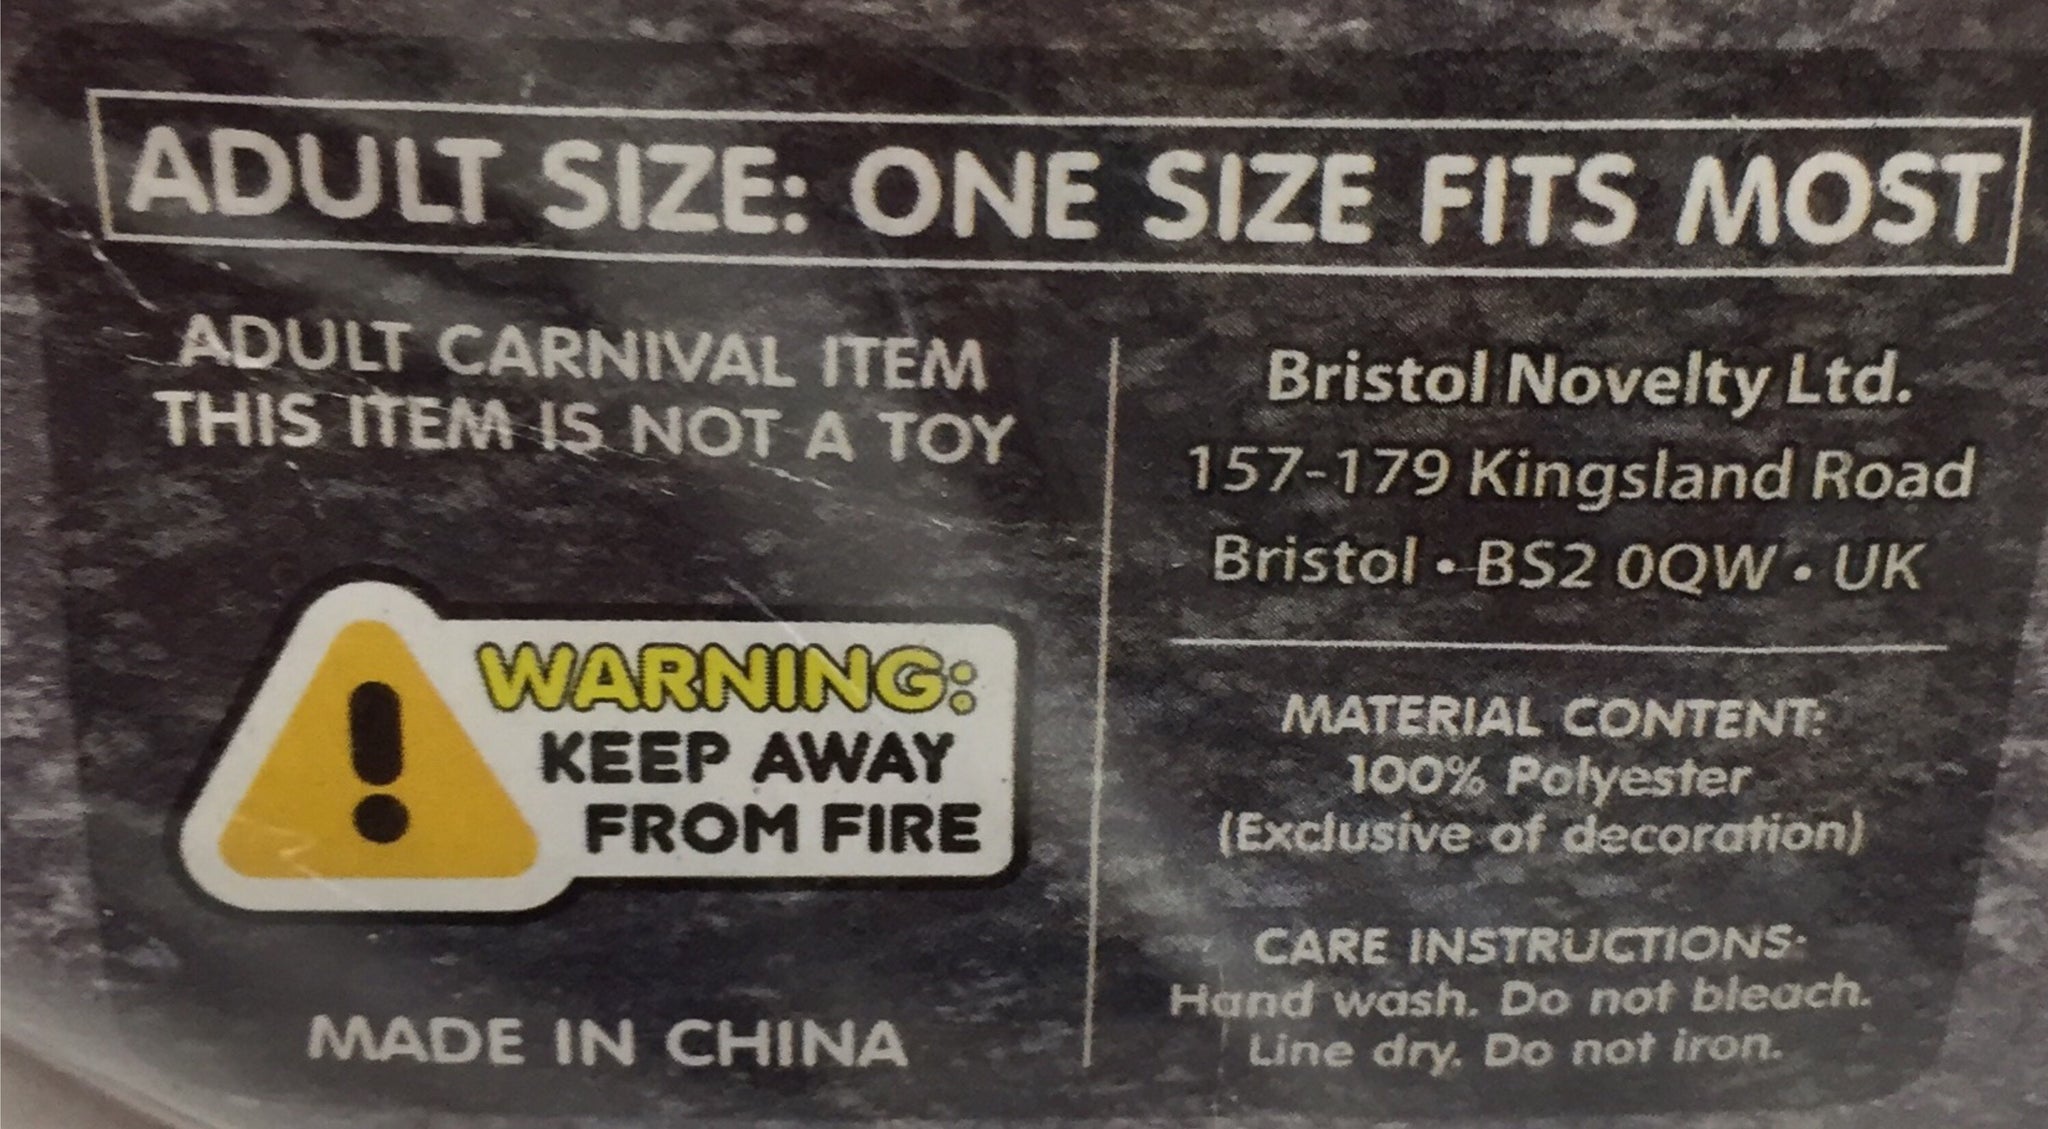 ADULT SIZE: ONE SIZE FITS MOST
ADULT CARNIVAL ITEM
THIS ITEM IS NOT A TOY
WARNING:
KEEP AWAY
FROM FIRE
MADE IN CHINA
Bristol Novelty Ltd.
157-179 Kingsland Road
Bristol • BS2 0QW • UK
MATERIAL CONTENT:
100% Polyester
(Exclusive of decoration)
CARE INSTRUCTIONS:
Hand wash. Do not bleach.
Line dry. Do not iron.